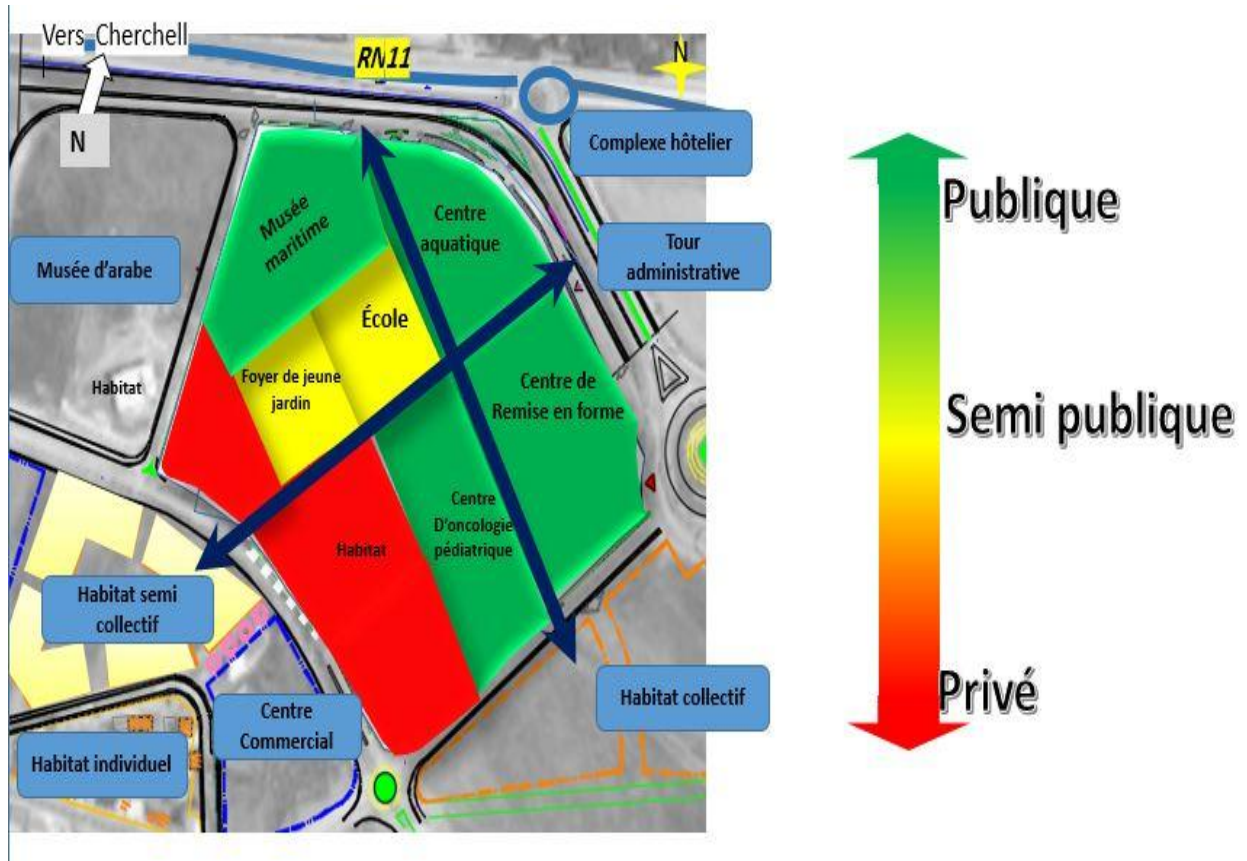 Vers Cherchell
N
RN11
N
Complexe hôtelier
Musée
maritime
Centre
aquatique
Tour
administrative
Musée d'arabe
École
Habitat
Foyer de jeune
jardin
Centre de
Remise en forme
Centre
D'oncologie
pédiatrique
Habitat
Habitat semi
collectif
Habitat collectif
Centre
Commercial
Habitat individuel
Publique
Semi publique
Privé